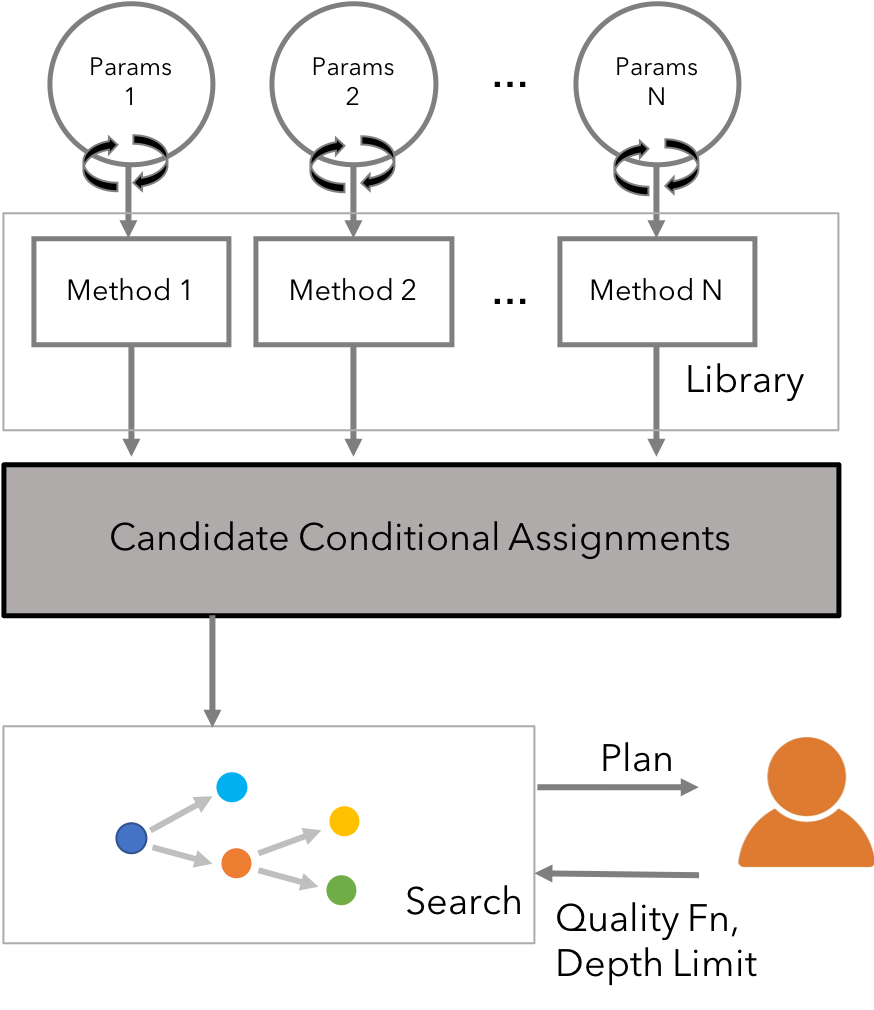 Params
1
Params
2
...
Params
N
Method 1
Method 2
...
Method N
Library
Candidate Conditional Assignments
Plan
Search
Quality Fn,
Depth Limit